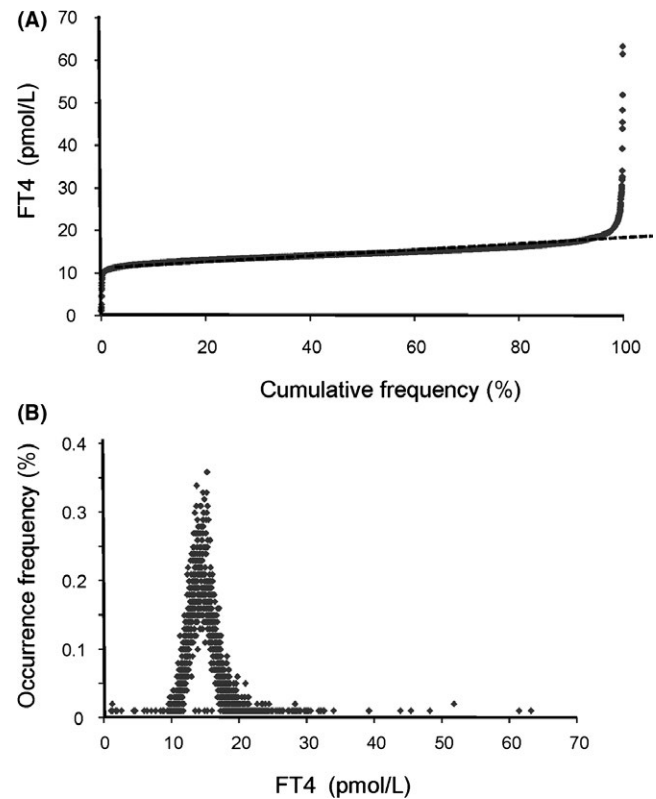 (A)
70
60
50
40
30
20
10
0
FT4 (pmol/L)
0 20 40 60 80 100
Cumulative frequency (%)
(B)
0.4
0.3
0.2
0.1
0
Occurrence frequency (%)
0 10 20 30 40 50 60 70
FT4 (pmol/L)